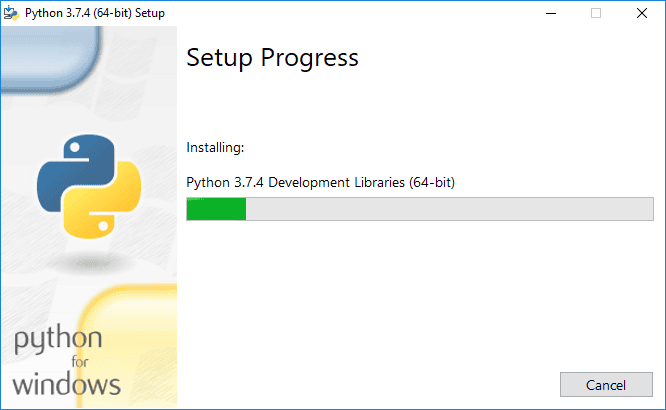 Python 3.7.4 (64-bit) Setup
Setup Progress
Installing:
Python 3.7.4 Development Libraries (64-bit)
python
for
windows
Cancel